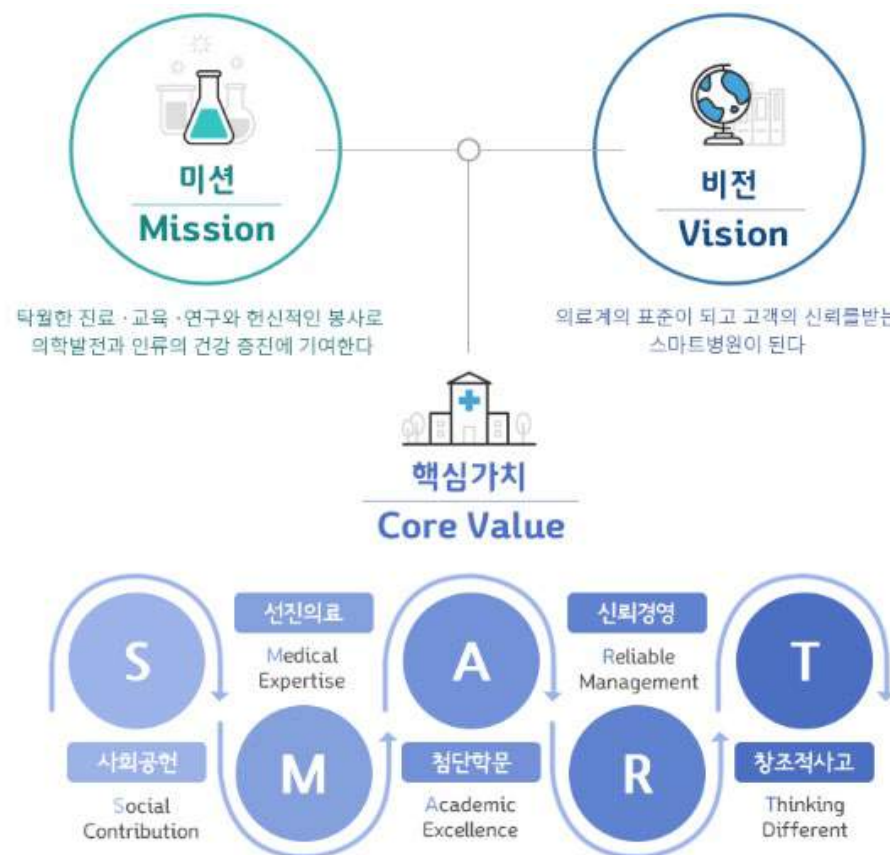 미션
Mission
탁월한 진료·교육·연구와 헌신적인 봉사로
의학발전과 인류의 건강 증진에 기여한다
비전
Vision
의료계의 표준이 되고 고객의 신뢰를받는
스마트병원이 된다
핵심가치
Core Value
S
사회공헌
Social
Contribution
선진의료
Medical
Expertise
M
A
첨단학문
Academic
Excellence
신뢰경영
Reliable
Management
R
T
창조적사고
Thinking
Different